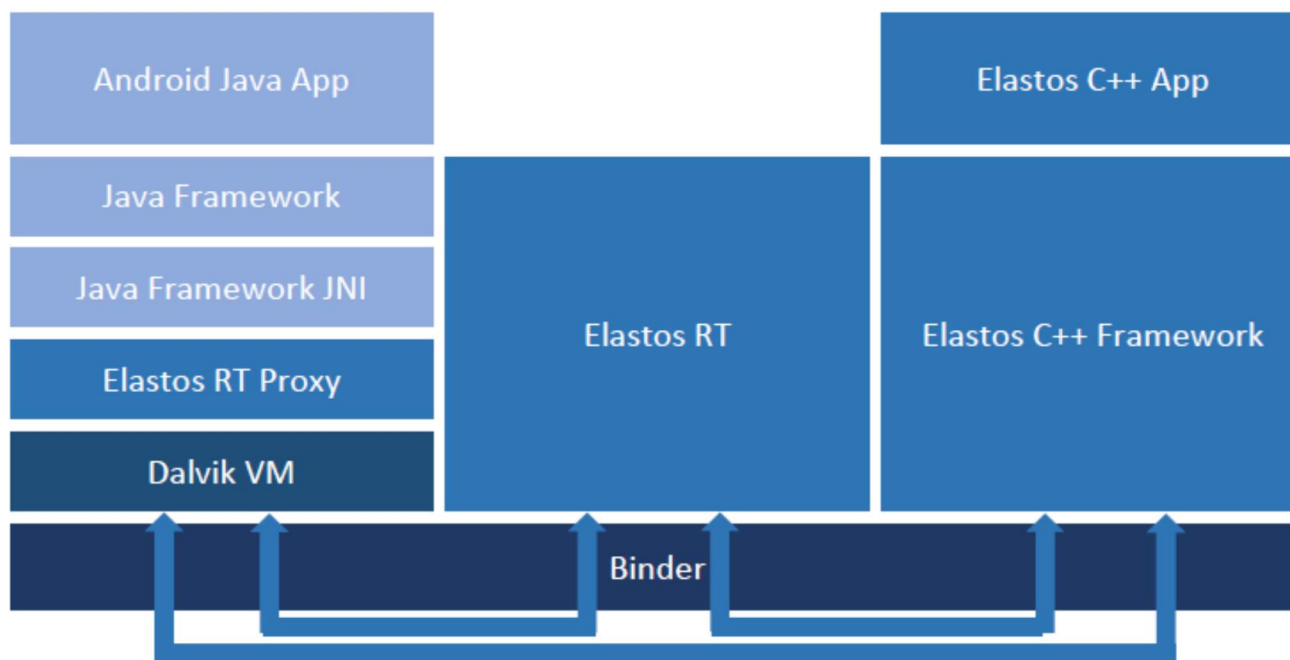 Android Java App
Elastos C++ App
Java Framework
Java Framework JNI
Elastos RT
Elastos C++ Framework
Elastos RT Proxy
Dalvik VM
Binder